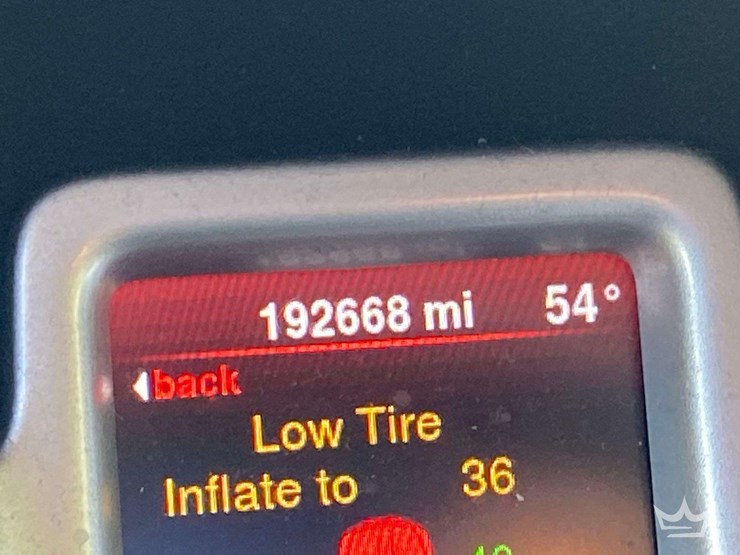 192668 mi 54°
back
Low Tire
Inflate to 36